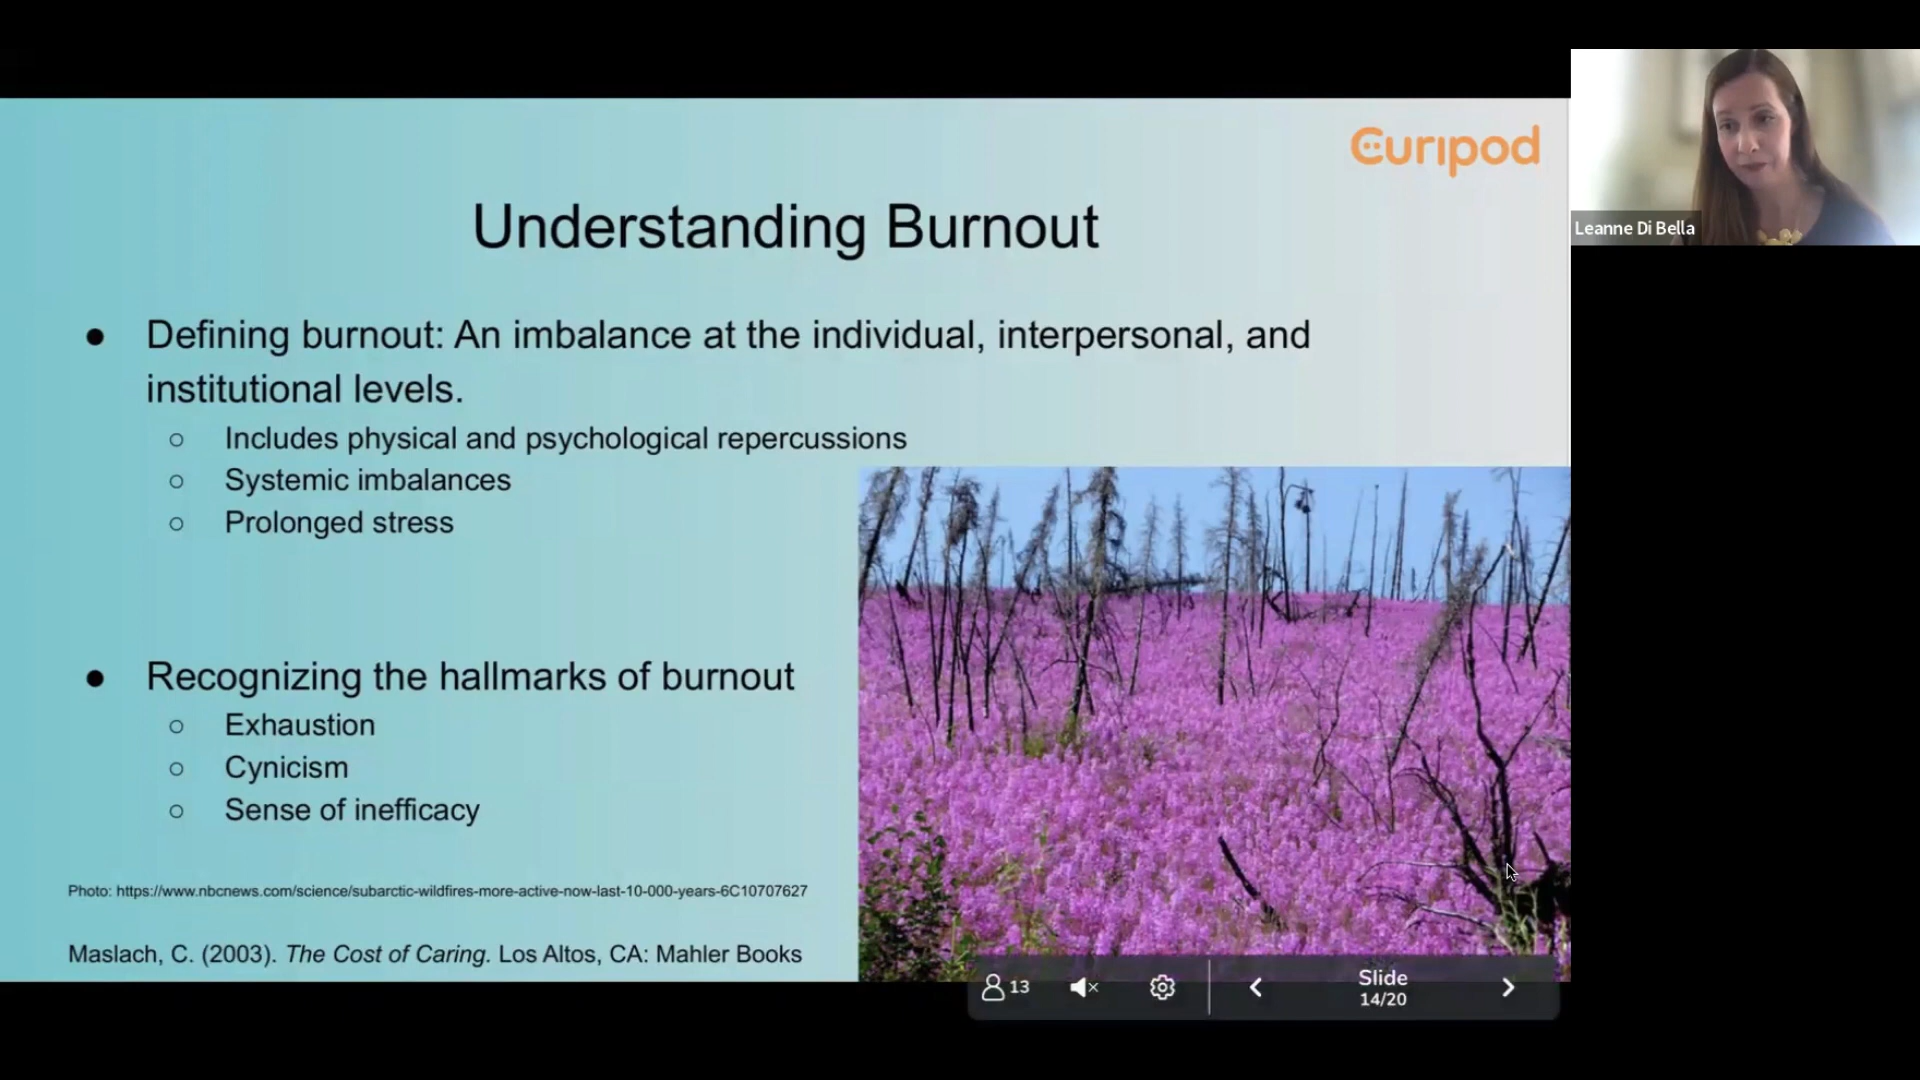 Curipod
Understanding Burnout
● Defining burnout: An imbalance at the individual, interpersonal, and
institutional levels.
○ Includes physical and psychological repercussions
○ Systemic imbalances
○ Prolonged stress
● Recognizing the hallmarks of burnout
○ Exhaustion
○ Cynicism
○ Sense of inefficacy
Photo: https://www.nbcnews.com/science/subarctic-wildfires-more-active-now-last-10-000-years-6C10707627
Maslach, C. (2003). The Cost of Caring. Los Altos, CA: Mahler Books
13
Slide
14/20
Leanne Di Bella